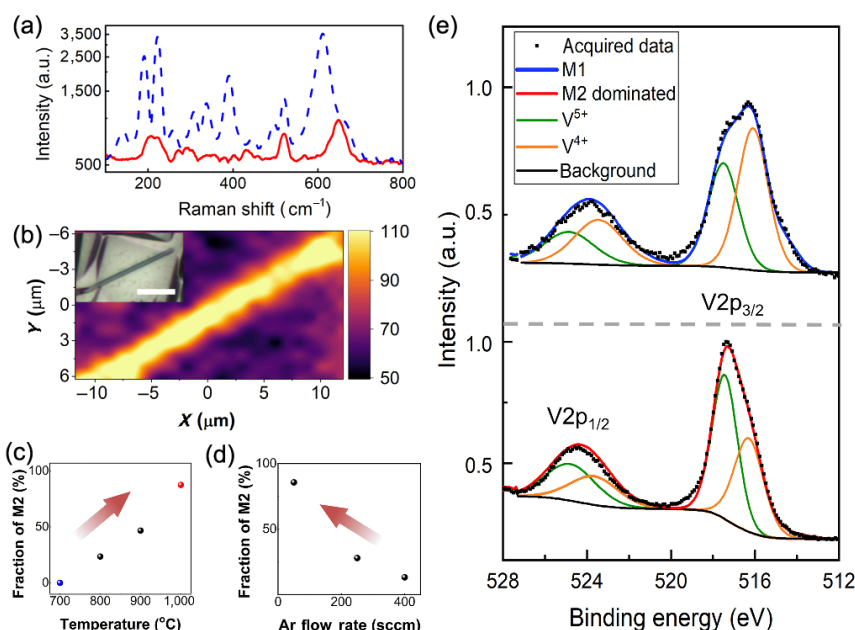 (a)
3,500
2,500
1,500
500
Intensity (a.u.)
200
400
600
800
Raman shift (cm⁻¹)
(b)
−6
−3
0
3
6
Y (μm)
−10
−5
0
5
10
X (μm)
110
90
70
50
(c)
100
50
0
Fraction of M2 (%)
700
800
900
1,000
Temperature (°C)
(d)
100
50
0
Fraction of M2 (%)
0
200
400
Ar flow rate (sccm)
(e)
Acquired data
M1
M2 dominated
V⁵⁺
V⁴⁺
Background
1.0
0.5
V2p₃/₂
1.0
V2p₁/₂
0.5
Intensity (a.u.)
528
524
520
516
512
Binding energy (eV)